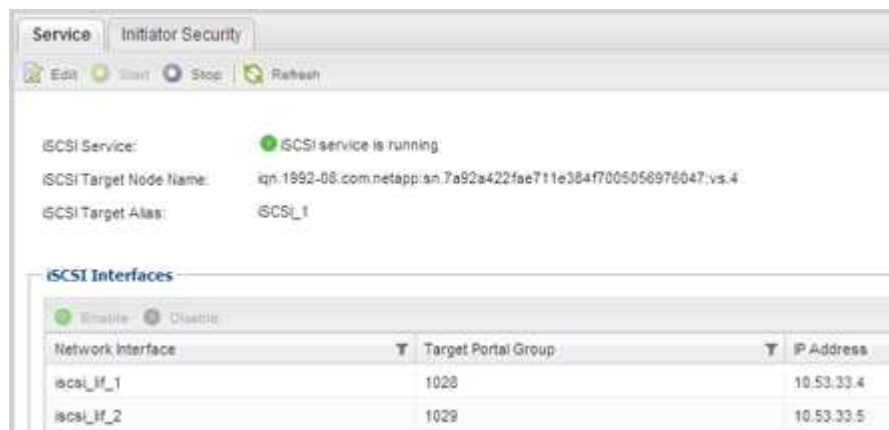 Service Initiator Security
Edit Start Stop Refresh
iSCSI Service: iSCSI service is running
iSCSI Target Node Name: iqn.1992-08.com.netapp:sn.7a92a422fae711e384f7005056976047:vs.4
iSCSI Target Alias: iSCSI_1
iSCSI Interfaces
Enable Disable
Network Interface Target Portal Group IP Address
iscsi_lif_1 1028 10.53.33.4
iscsi_lif_2 1029 10.53.33.5